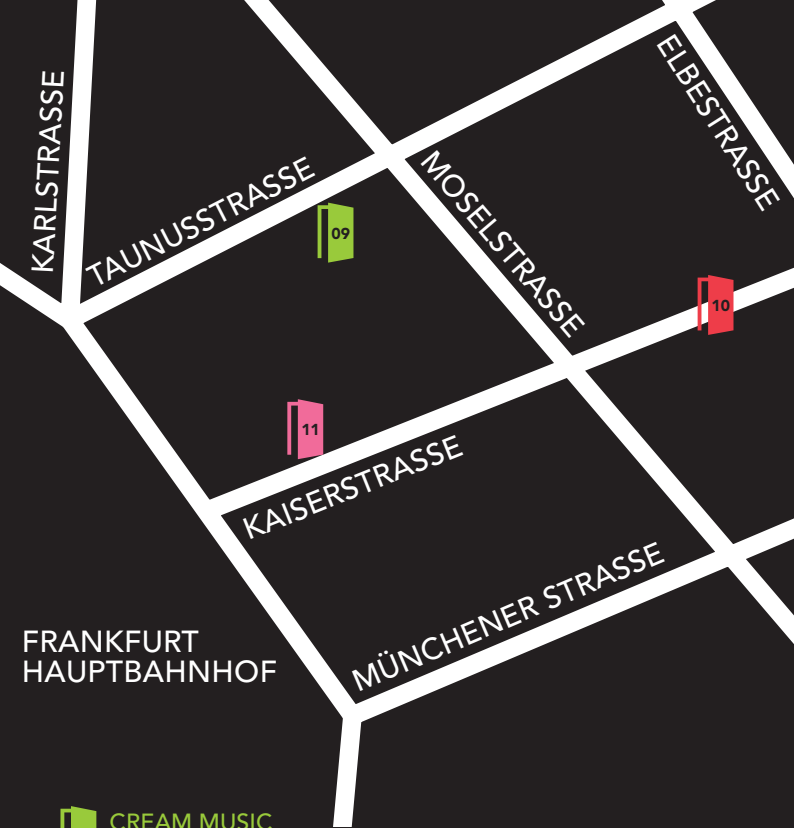 KARLSTRASSE
TAUNUSSTRASSE
ELBESTRASSE
MOSELSTRASSE
09
10
11
KAISERSTRASSE
MÜNCHENER STRASSE
FRANKFURT
HAUPTBAHNHOF
CREAM MUSIC